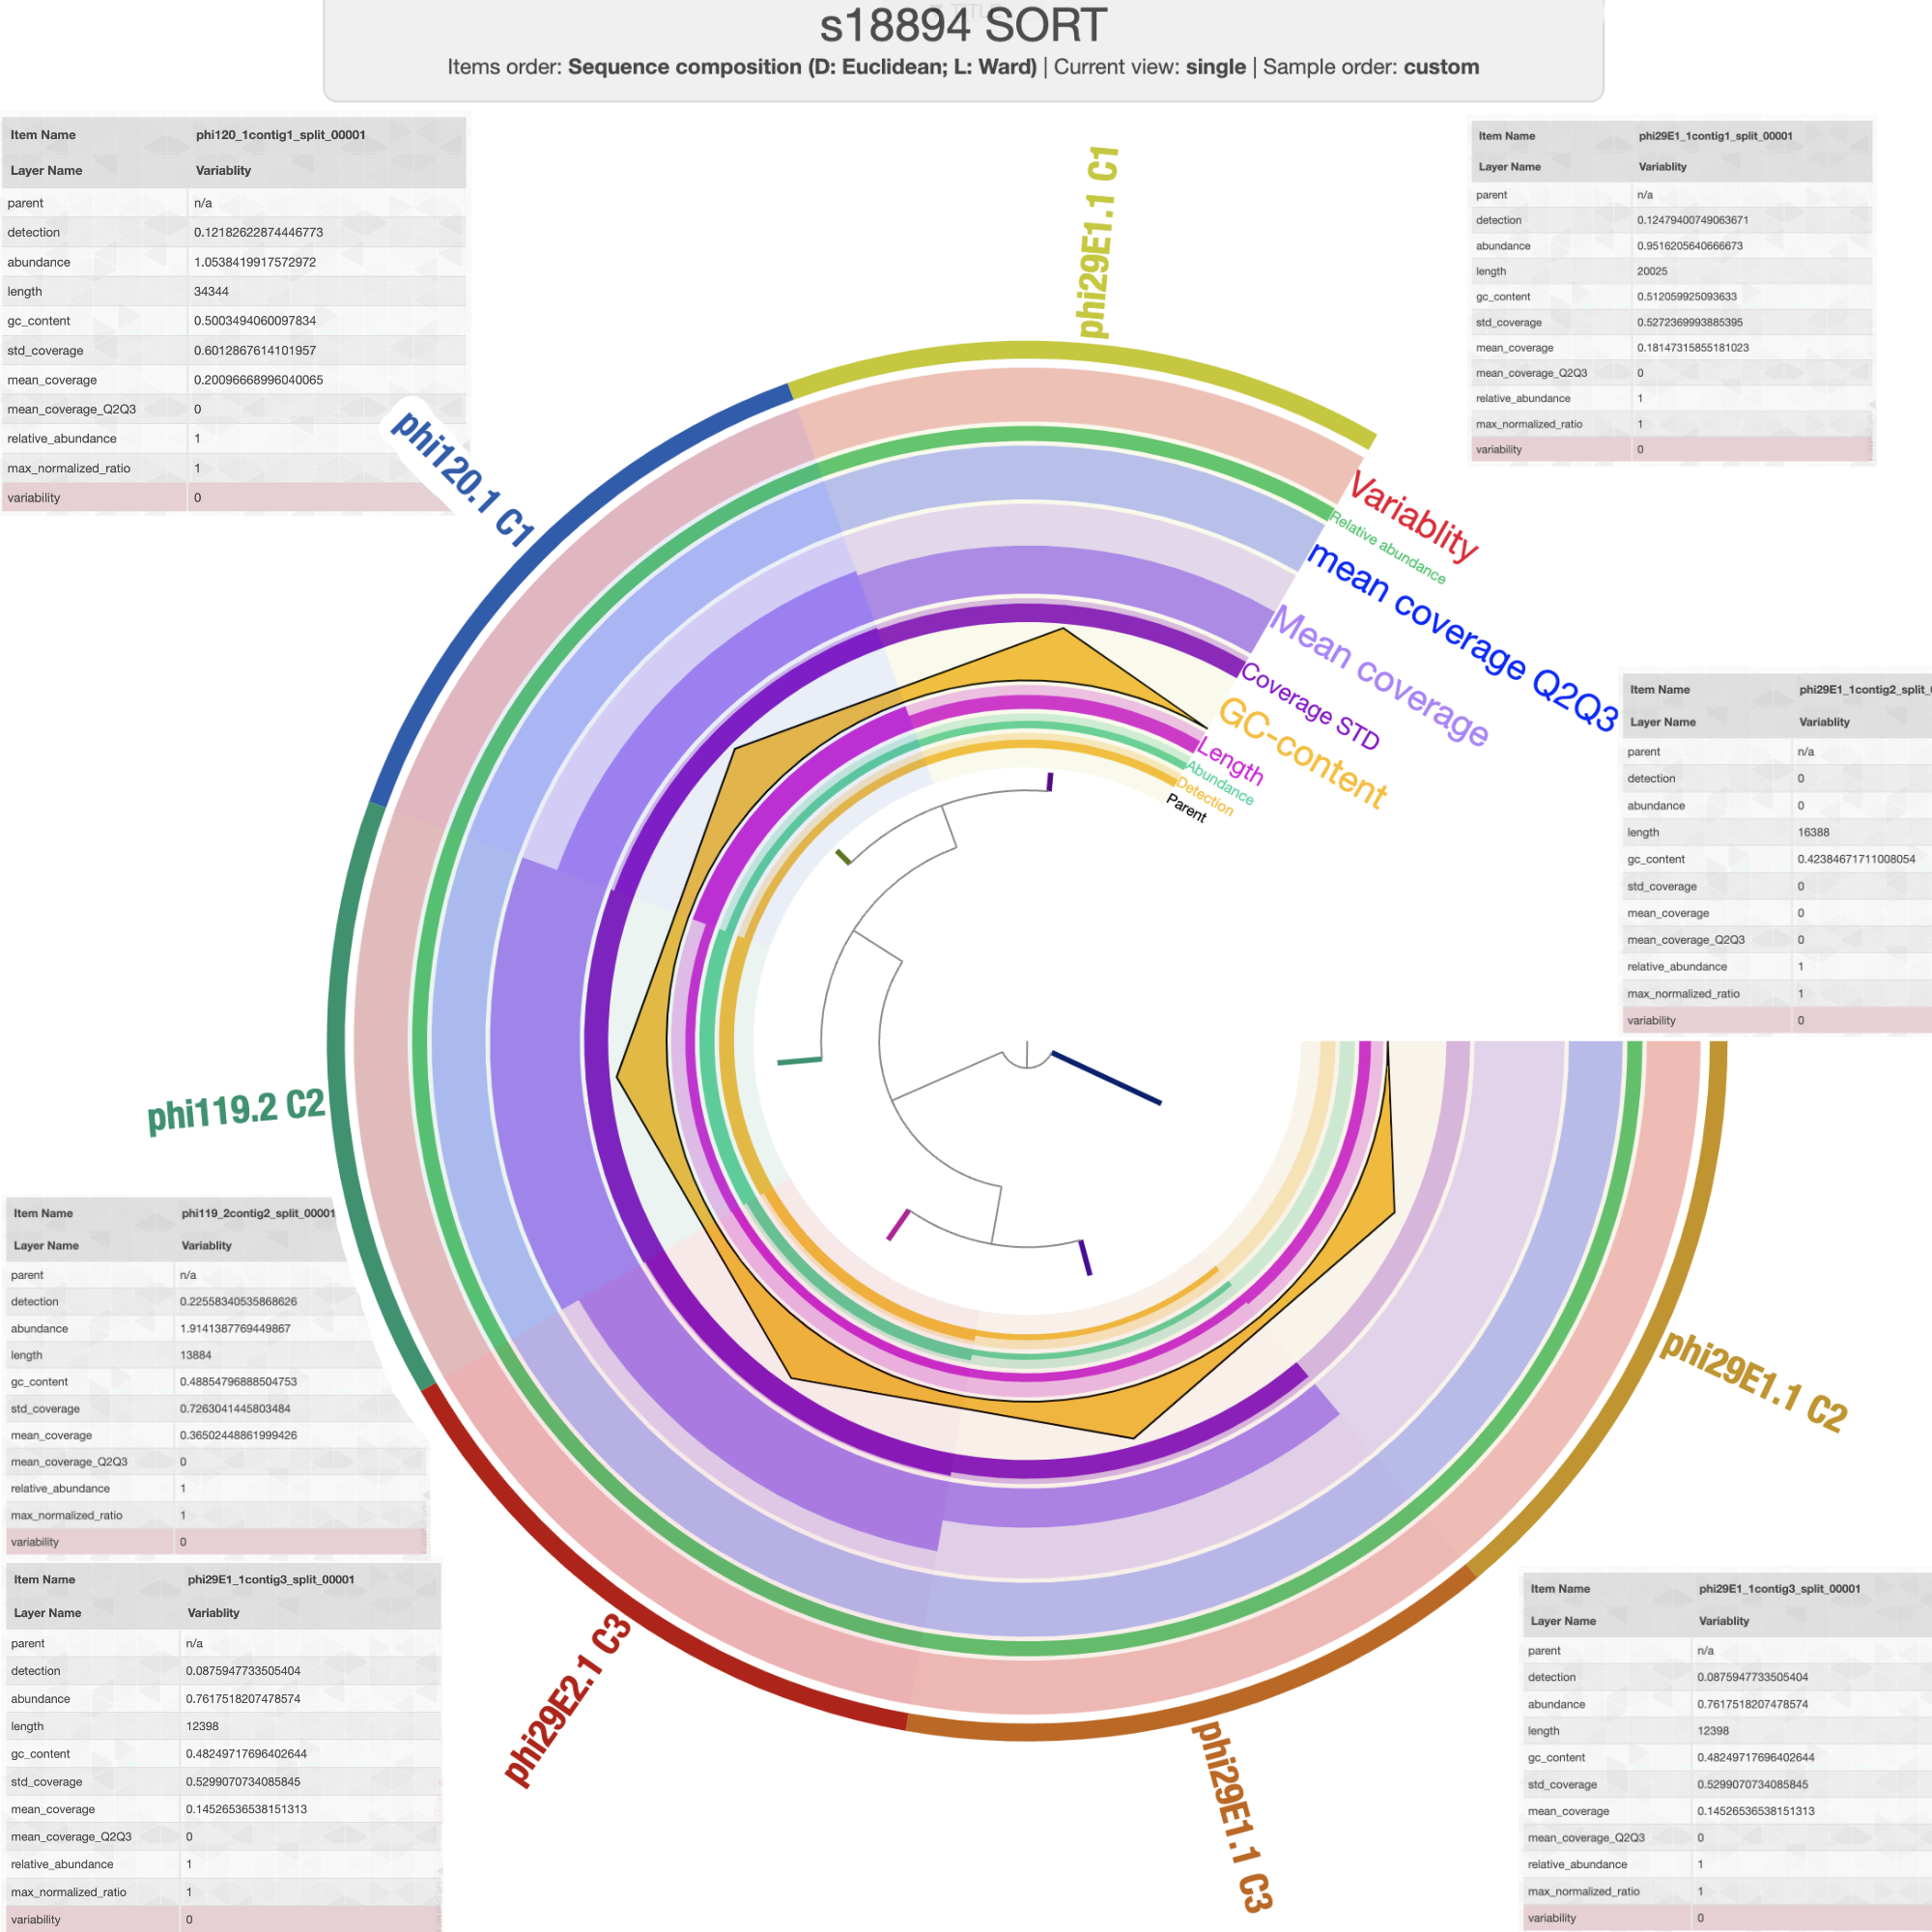 s18894 SORT
Items order: Sequence composition (D: Euclidean; L: Ward) | Current view: single | Sample order: custom
Item Name phi120_1contig1_split_00001
Layer Name Variablity
parent n/a
detection 0.12182622874446773
abundance 1.0538419917572972
length 34344
gc_content 0.5003494060097834
std_coverage 0.6012867614101957
mean_coverage 0.20096668996040065
mean_coverage_Q2Q3 0
relative_abundance 1
max_normalized_ratio 1
variability 0
Item Name phi29E1_1contig1_split_00001
Layer Name Variablity
parent n/a
detection 0.12479400749063671
abundance 0.9516205640666673
length 20025
gc_content 0.512059925093633
std_coverage 0.5272369993885395
mean_coverage 0.18147315855181023
mean_coverage_Q2Q3 0
relative_abundance 1
max_normalized_ratio 1
variability 0
phi29E1.1 C1
phi120.1 C1
Variablity
Relative abundance
mean coverage Q2Q3
Mean coverage
Coverage STD
GC-content
Length
Abundance
Detection
Parent
Item Name phi29E1_1contig2_split_
Layer Name Variablity
parent n/a
detection 0
abundance 0
length 16388
gc_content 0.42384671711008054
std_coverage 0
mean_coverage 0
mean_coverage_Q2Q3 0
relative_abundance 1
max_normalized_ratio 1
variability 0
phi119.2 C2
phi29E1.1 C2
Item Name phi119_2contig2_split_00001
Layer Name Variablity
parent n/a
detection 0.22558340535868626
abundance 1.9141387769449867
length 13884
gc_content 0.48854796888504753
std_coverage 0.7263041445803484
mean_coverage 0.36502448861999426
mean_coverage_Q2Q3 0
relative_abundance 1
max_normalized_ratio 1
variability 0
Item Name phi29E1_1contig3_split_00001
Layer Name Variablity
parent n/a
detection 0.0875947733505404
abundance 0.7617518207478574
length 12398
gc_content 0.48249717696402644
std_coverage 0.5299070734085845
mean_coverage 0.14526536538151313
mean_coverage_Q2Q3 0
relative_abundance 1
max_normalized_ratio 1
variability 0
phi29E2.1 C3
phi29E1.1 C3
Item Name phi29E1_1contig3_split_00001
Layer Name Variablity
parent n/a
detection 0.0875947733505404
abundance 0.7617518207478574
length 12398
gc_content 0.48249717696402644
std_coverage 0.5299070734085845
mean_coverage 0.14526536538151313
mean_coverage_Q2Q3 0
relative_abundance 1
max_normalized_ratio 1
variability 0